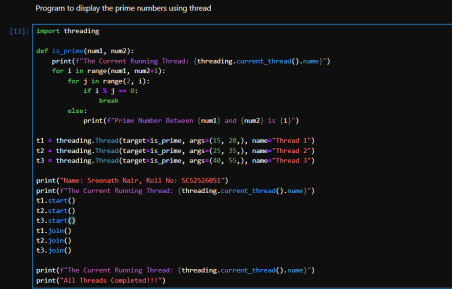 Program to display the prime numbers using thread
[13]: import threading
def is_prime(num1, num2):
    print(f"The Current Running Thread: {threading.current_thread().name}")
    for i in range(num1, num2+1):
        for j in range(2, i):
            if i % j == 0:
                break
        else:
            print(f"Prime Number Between {num1} and {num2} is {i}")
t1 = threading.Thread(target=is_prime, args=(15, 20,), name="Thread 1")
t2 = threading.Thread(target=is_prime, args=(25, 35,), name="Thread 2")
t3 = threading.Thread(target=is_prime, args=(40, 55,), name="Thread 3")
print("Name: Sreenath Nair, Roll No: SCS2526051")
print(f"The Current Running Thread: {threading.current_thread().name}")
t1.start()
t2.start()
t3.start()
t1.join()
t2.join()
t3.join()
print(f"The Current Running Thread: {threading.current_thread().name}")
print("All Threads Completed!!!")